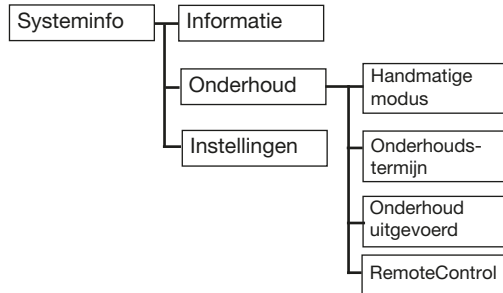 Systeminfo
Informatie
Onderhoud
Instellingen
Handmatige
modus
Onderhouds-
termijn
Onderhoud
uitgevoerd
RemoteControl